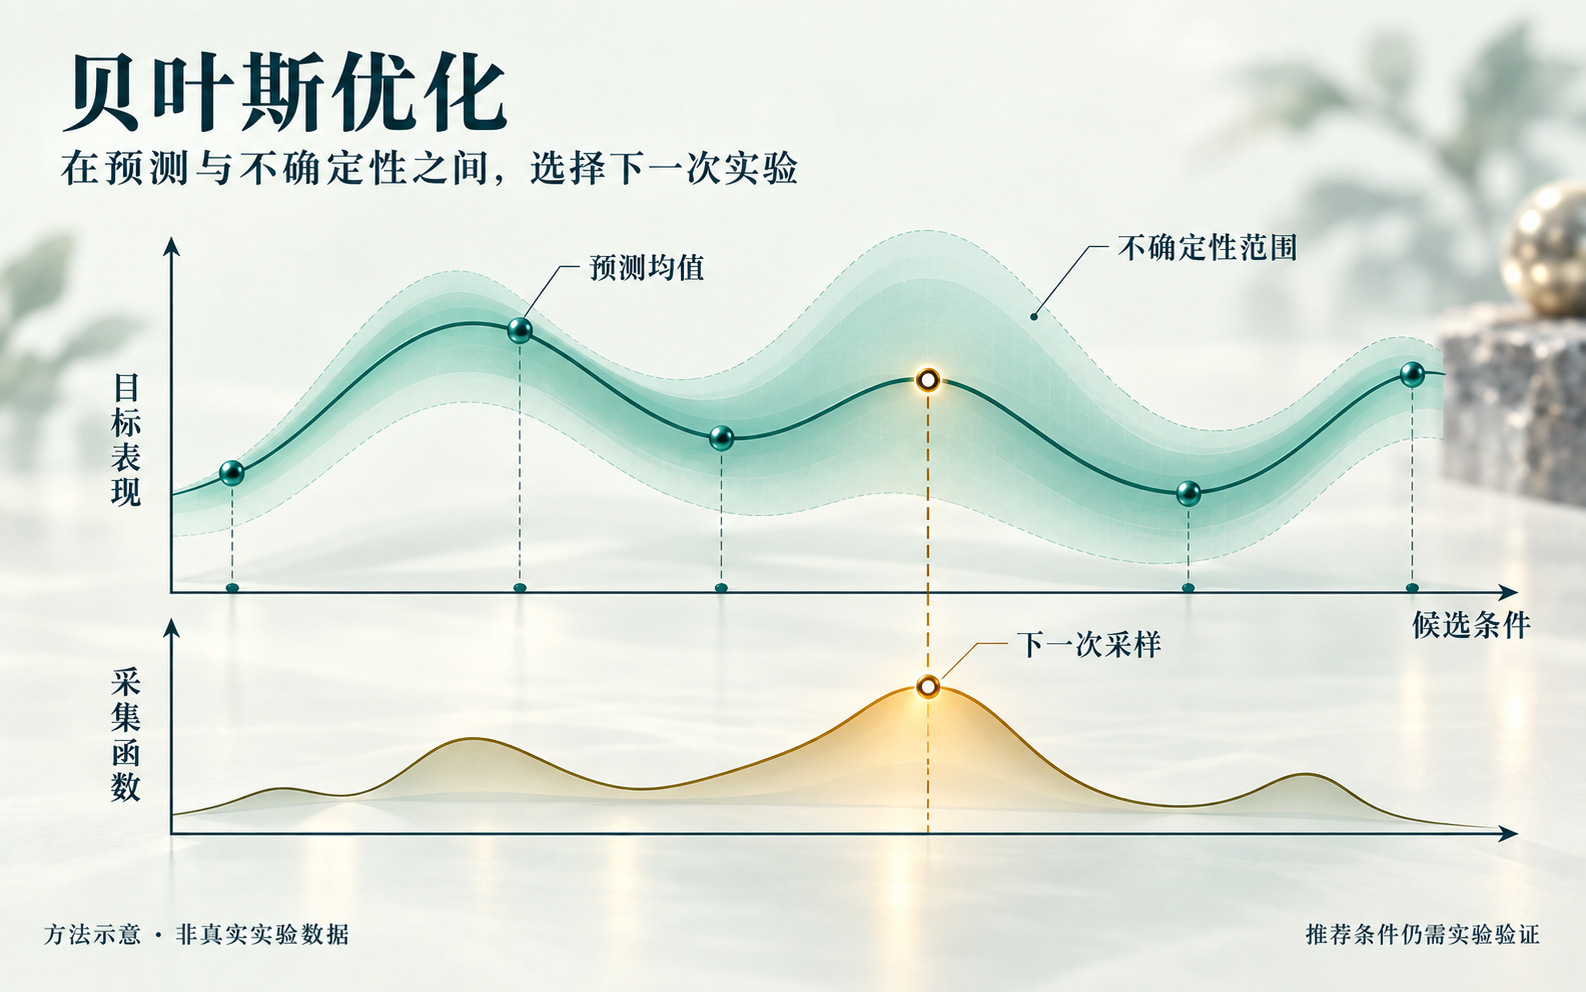 贝叶斯优化
在预测与不确定性之间，选择下一次实验
预测均值
不确定性范围
目标表现
候选条件
下一次采样
采集函数
方法示意 · 非真实实验数据
推荐条件仍需实验验证